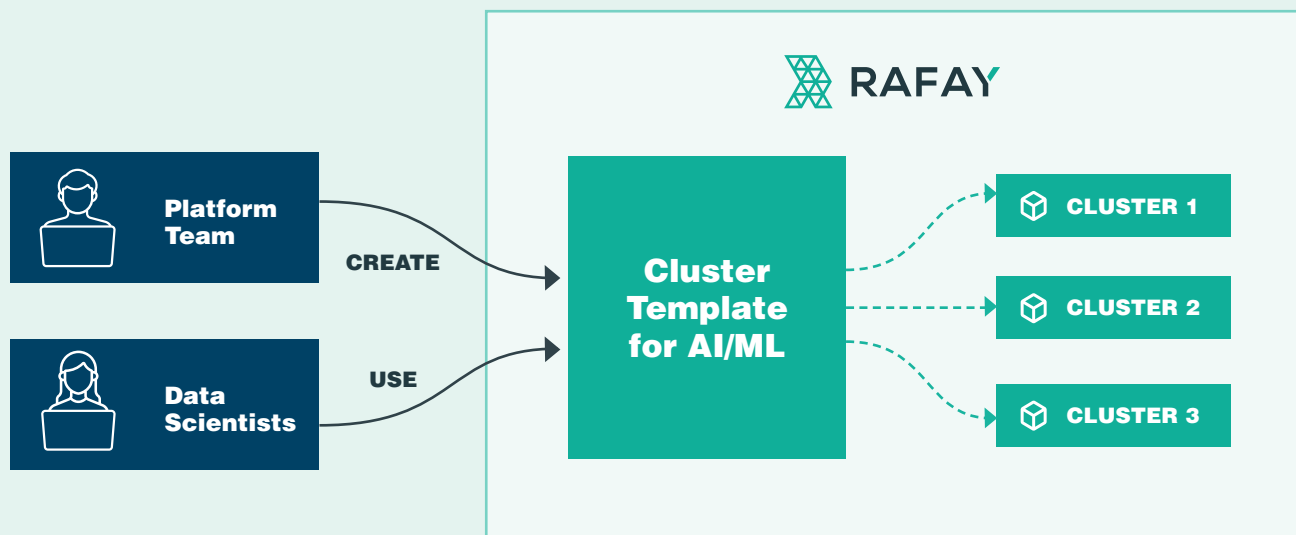 RAFAY
Platform
Team
CREATE
Data
Scientists
USE
Cluster
Template
for AI/ML
CLUSTER 1
CLUSTER 2
CLUSTER 3